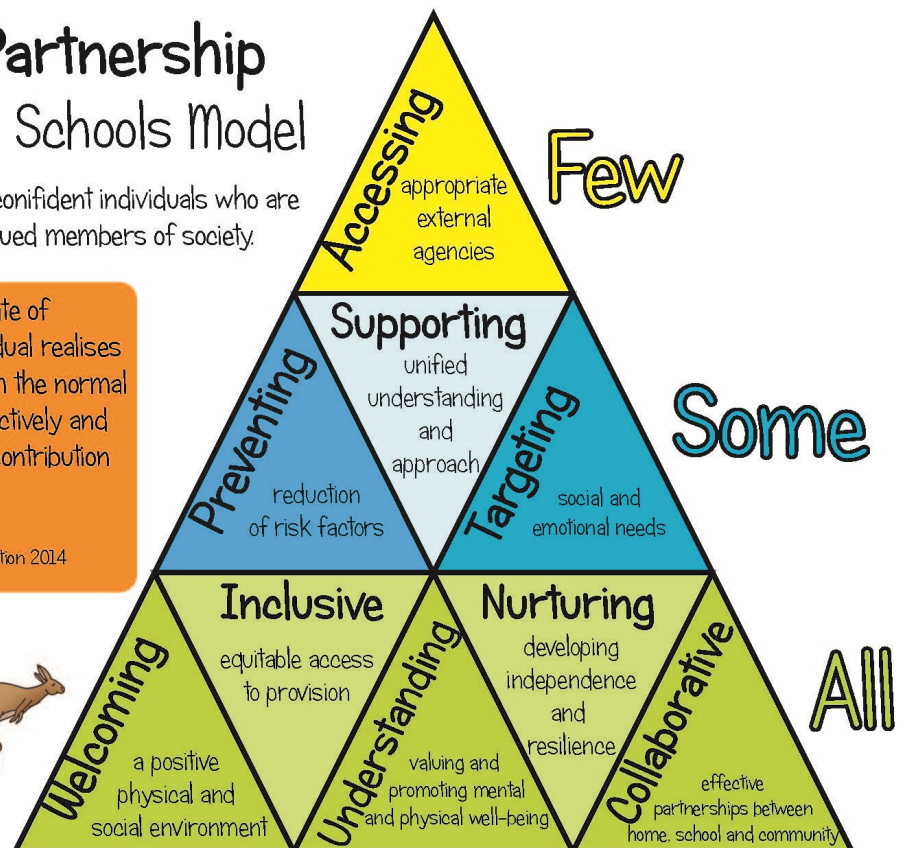 Partnership
Schools Model
conifident individuals who are
ued members of society.
te of
dual realises
n the normal
ctively and
contribution
tion 2014
Accessing
appropriate
external
agencies
Few
Supporting
unified
understanding
and
approach
Preventing
reduction
of risk factors
Targeting
social and
emotional needs
Some
Inclusive
equitable access
to provision
Nurturing
developing
independence
and
resilience
Welcoming
a positive
physical and
social environment
Understanding
valuing and
promoting mental
and physical well-being
Collaborative
effective
partnerships between
home, school and community
All